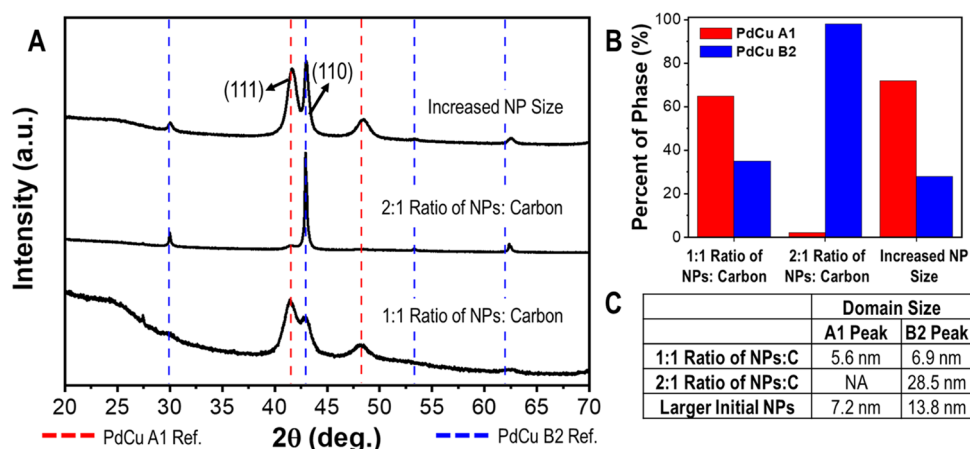 A
Intensity (a.u.)
(111)
(110)
Increased NP Size
2:1 Ratio of NPs: Carbon
1:1 Ratio of NPs: Carbon
20 25 30 35 40 45 50 55 60 65 70
2θ (deg.)
PdCu A1 Ref.
PdCu B2 Ref.
B
Percent of Phase (%)
100
80
60
40
20
0
PdCu A1
PdCu B2
1:1 Ratio of
NPs: Carbon
2:1 Ratio of
NPs: Carbon
Increased NP
Size
C
Domain Size
A1 Peak B2 Peak
1:1 Ratio of NPs:C 5.6 nm 6.9 nm
2:1 Ratio of NPs:C NA 28.5 nm
Larger Initial NPs 7.2 nm 13.8 nm